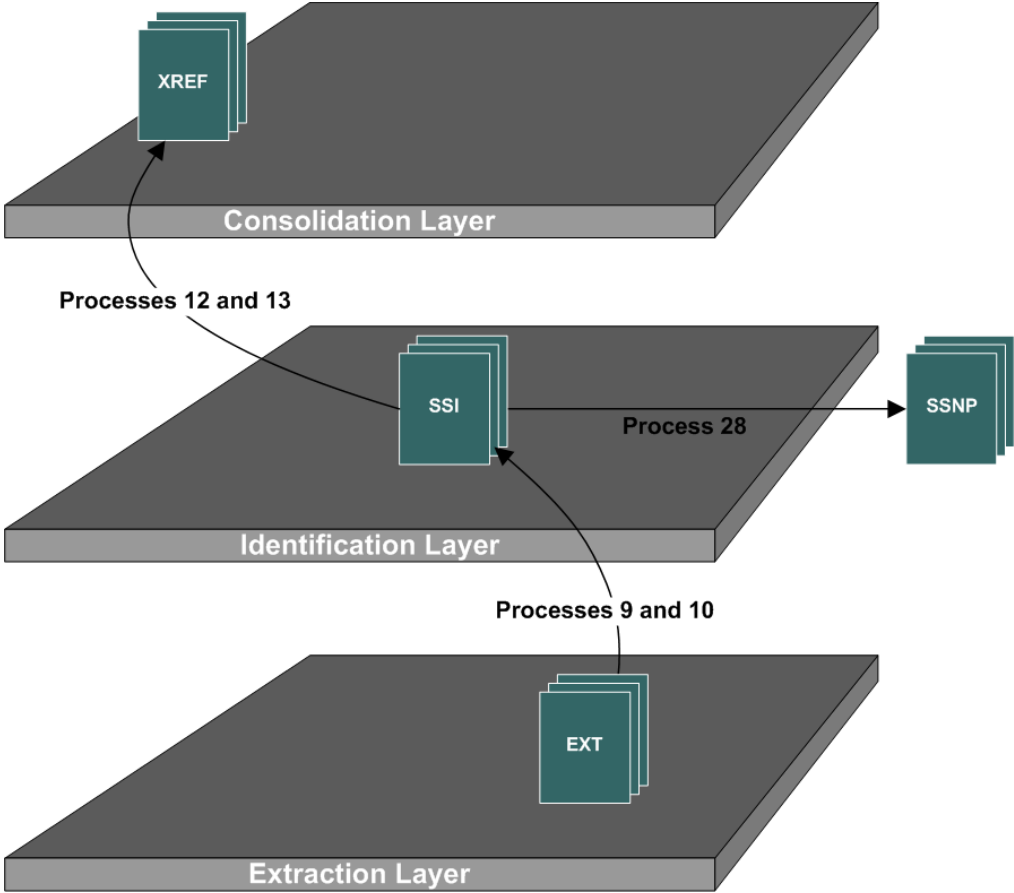 XREF
Consolidation Layer
Processes 12 and 13
SSI
SSNP
Process 28
Identification Layer
Processes 9 and 10
EXT
Extraction Layer